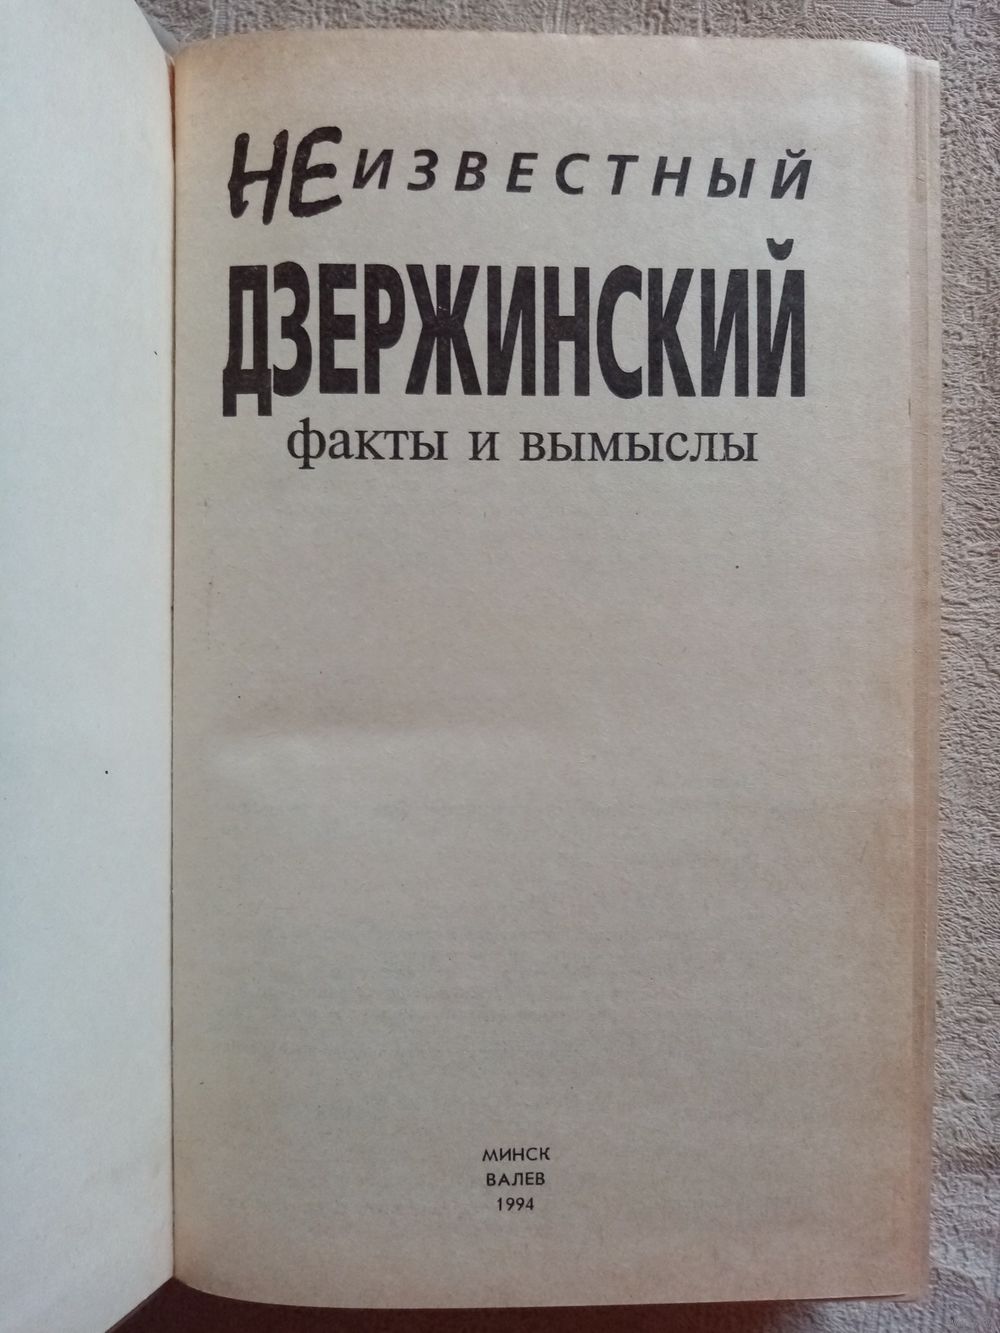 НЕИЗВЕСТНЫЙ
ДЗЕРЖИНСКИЙ
факты и вымыслы
МИНСК
ВАЛЕВ
1994